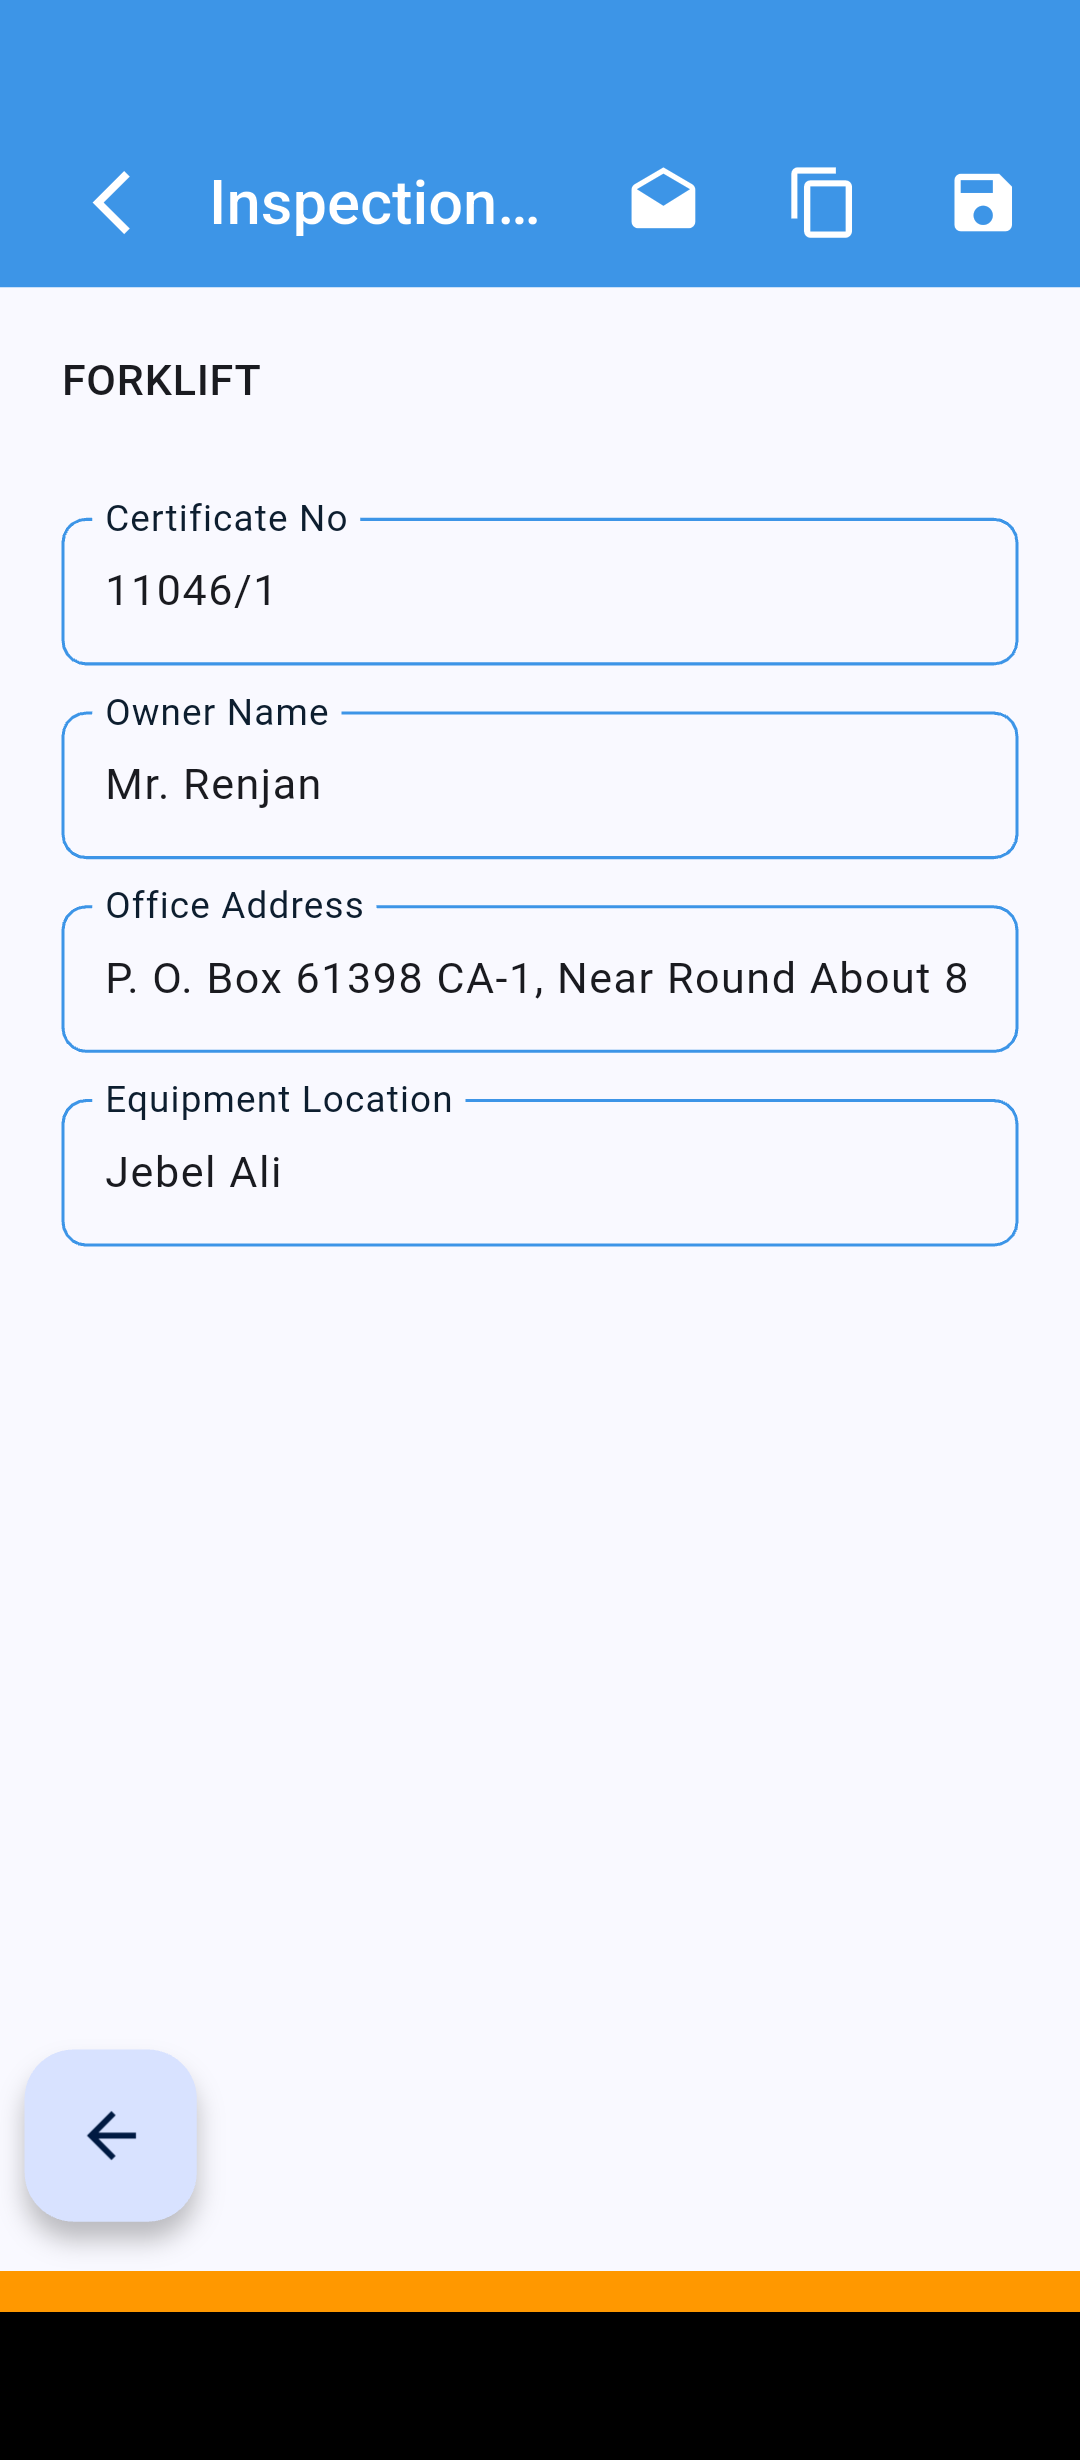 Inspection...
FORKLIFT
Certificate No
11046/1
Owner Name
Mr. Renjan
Office Address
P. O. Box 61398 CA-1, Near Round About 8
Equipment Location
Jebel Ali